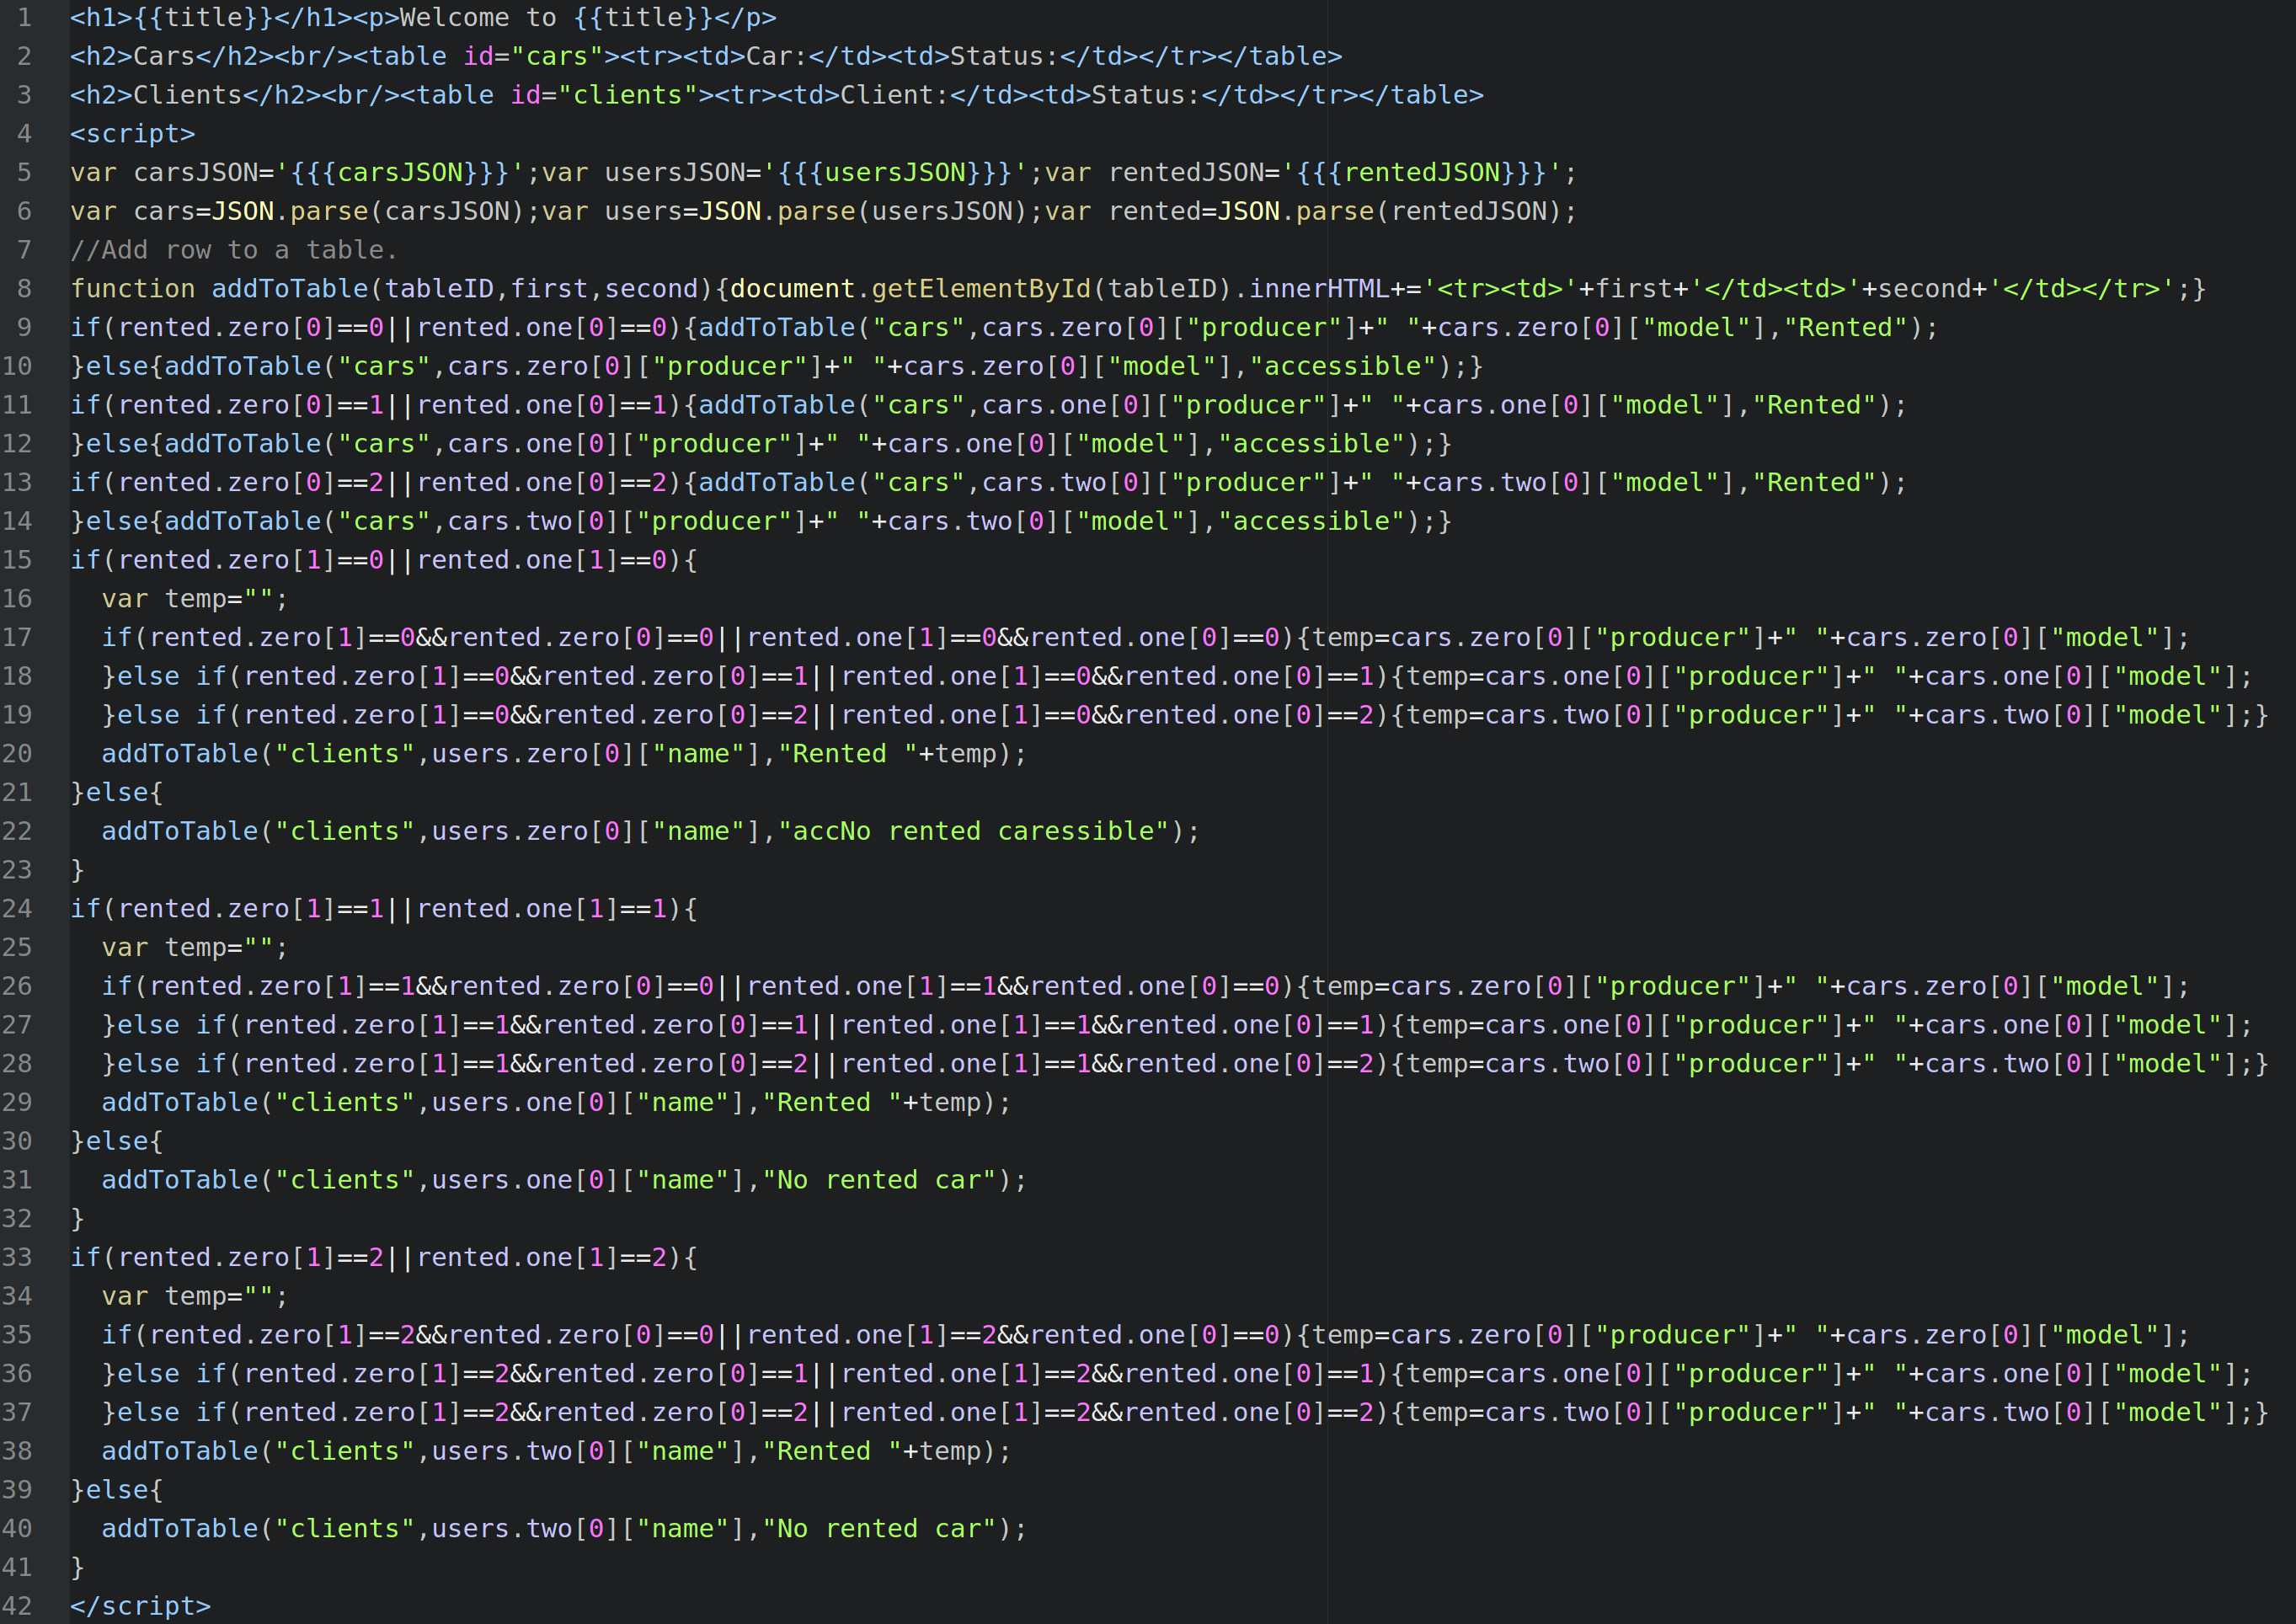 1 <h1>{{title}}</h1><p>Welcome to {{title}}</p>
2 <h2>Cars</h2><br/><table id="cars"><tr><td>Car:</td><td>Status:</td></tr></table>
3 <h2>Clients</h2><br/><table id="clients"><tr><td>Client:</td><td>Status:</td></tr></table>
4 <script>
5 var carsJSON='{{{carsJSON}}}';var usersJSON='{{{usersJSON}}}';var rentedJSON='{{{rentedJSON}}}';
6 var cars=JSON.parse(carsJSON);var users=JSON.parse(usersJSON);var rented=JSON.parse(rentedJSON);
7 //Add row to a table.
8 function addToTable(tableID,first,second){document.getElementById(tableID).innerHTML+='<tr><td>'+first+'</td><td>'+second+'</td></tr>';}
9 if(rented.zero[0]==0||rented.one[0]==0){addToTable("cars",cars.zero[0]["producer"]+" "+cars.zero[0]["model"],"Rented");
10 }else{addToTable("cars",cars.zero[0]["producer"]+" "+cars.zero[0]["model"],"accessible");}
11 if(rented.zero[0]==1||rented.one[0]==1){addToTable("cars",cars.one[0]["producer"]+" "+cars.one[0]["model"],"Rented");
12 }else{addToTable("cars",cars.one[0]["producer"]+" "+cars.one[0]["model"],"accessible");}
13 if(rented.zero[0]==2||rented.one[0]==2){addToTable("cars",cars.two[0]["producer"]+" "+cars.two[0]["model"],"Rented");
14 }else{addToTable("cars",cars.two[0]["producer"]+" "+cars.two[0]["model"],"accessible");}
15 if(rented.zero[1]==0||rented.one[1]==0){
16   var temp="";
17   if(rented.zero[1]==0&&rented.zero[0]==0||rented.one[1]==0&&rented.one[0]==0){temp=cars.zero[0]["producer"]+" "+cars.zero[0]["model"];
18   }else if(rented.zero[1]==0&&rented.zero[0]==1||rented.one[1]==0&&rented.one[0]==1){temp=cars.one[0]["producer"]+" "+cars.one[0]["model"];
19   }else if(rented.zero[1]==0&&rented.zero[0]==2||rented.one[1]==0&&rented.one[0]==2){temp=cars.two[0]["producer"]+" "+cars.two[0]["model"];}
20   addToTable("clients",users.zero[0]["name"],"Rented "+temp);
21 }else{
22   addToTable("clients",users.zero[0]["name"],"accNo rented caressible");
23 }
24 if(rented.zero[1]==1||rented.one[1]==1){
25   var temp="";
26   if(rented.zero[1]==1&&rented.zero[0]==0||rented.one[1]==1&&rented.one[0]==0){temp=cars.zero[0]["producer"]+" "+cars.zero[0]["model"];
27   }else if(rented.zero[1]==1&&rented.zero[0]==1||rented.one[1]==1&&rented.one[0]==1){temp=cars.one[0]["producer"]+" "+cars.one[0]["model"];
28   }else if(rented.zero[1]==1&&rented.zero[0]==2||rented.one[1]==1&&rented.one[0]==2){temp=cars.two[0]["producer"]+" "+cars.two[0]["model"];}
29   addToTable("clients",users.one[0]["name"],"Rented "+temp);
30 }else{
31   addToTable("clients",users.one[0]["name"],"No rented car");
32 }
33 if(rented.zero[1]==2||rented.one[1]==2){
34   var temp="";
35   if(rented.zero[1]==2&&rented.zero[0]==0||rented.one[1]==2&&rented.one[0]==0){temp=cars.zero[0]["producer"]+" "+cars.zero[0]["model"];
36   }else if(rented.zero[1]==2&&rented.zero[0]==1||rented.one[1]==2&&rented.one[0]==1){temp=cars.one[0]["producer"]+" "+cars.one[0]["model"];
37   }else if(rented.zero[1]==2&&rented.zero[0]==2||rented.one[1]==2&&rented.one[0]==2){temp=cars.two[0]["producer"]+" "+cars.two[0]["model"];}
38   addToTable("clients",users.two[0]["name"],"Rented "+temp);
39 }else{
40   addToTable("clients",users.two[0]["name"],"No rented car");
41 }
42 </script>